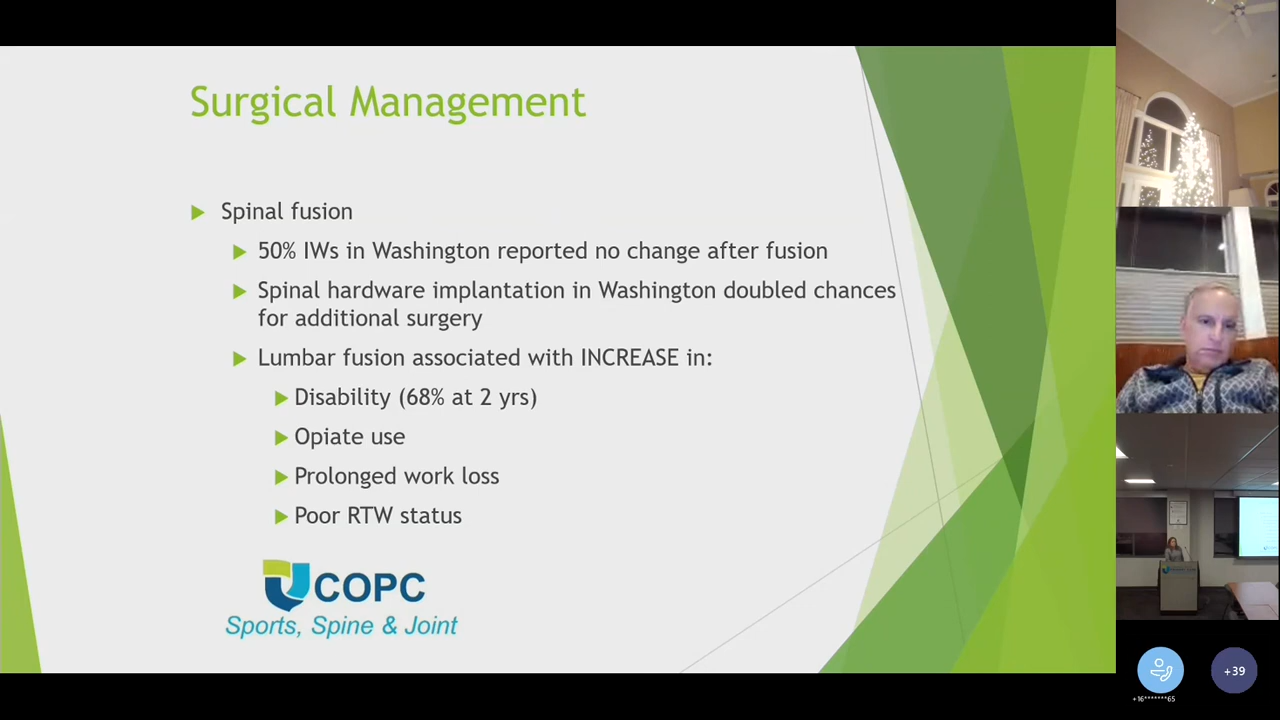 Surgical Management
Spinal fusion
50% IWs in Washington reported no change after fusion
Spinal hardware implantation in Washington doubled chances
for additional surgery
Lumbar fusion associated with INCREASE in:
Disability (68% at 2 yrs)
Opiate use
Prolonged work loss
Poor RTW status
COPC
Sports, Spine & Joint
+39
+16*******65